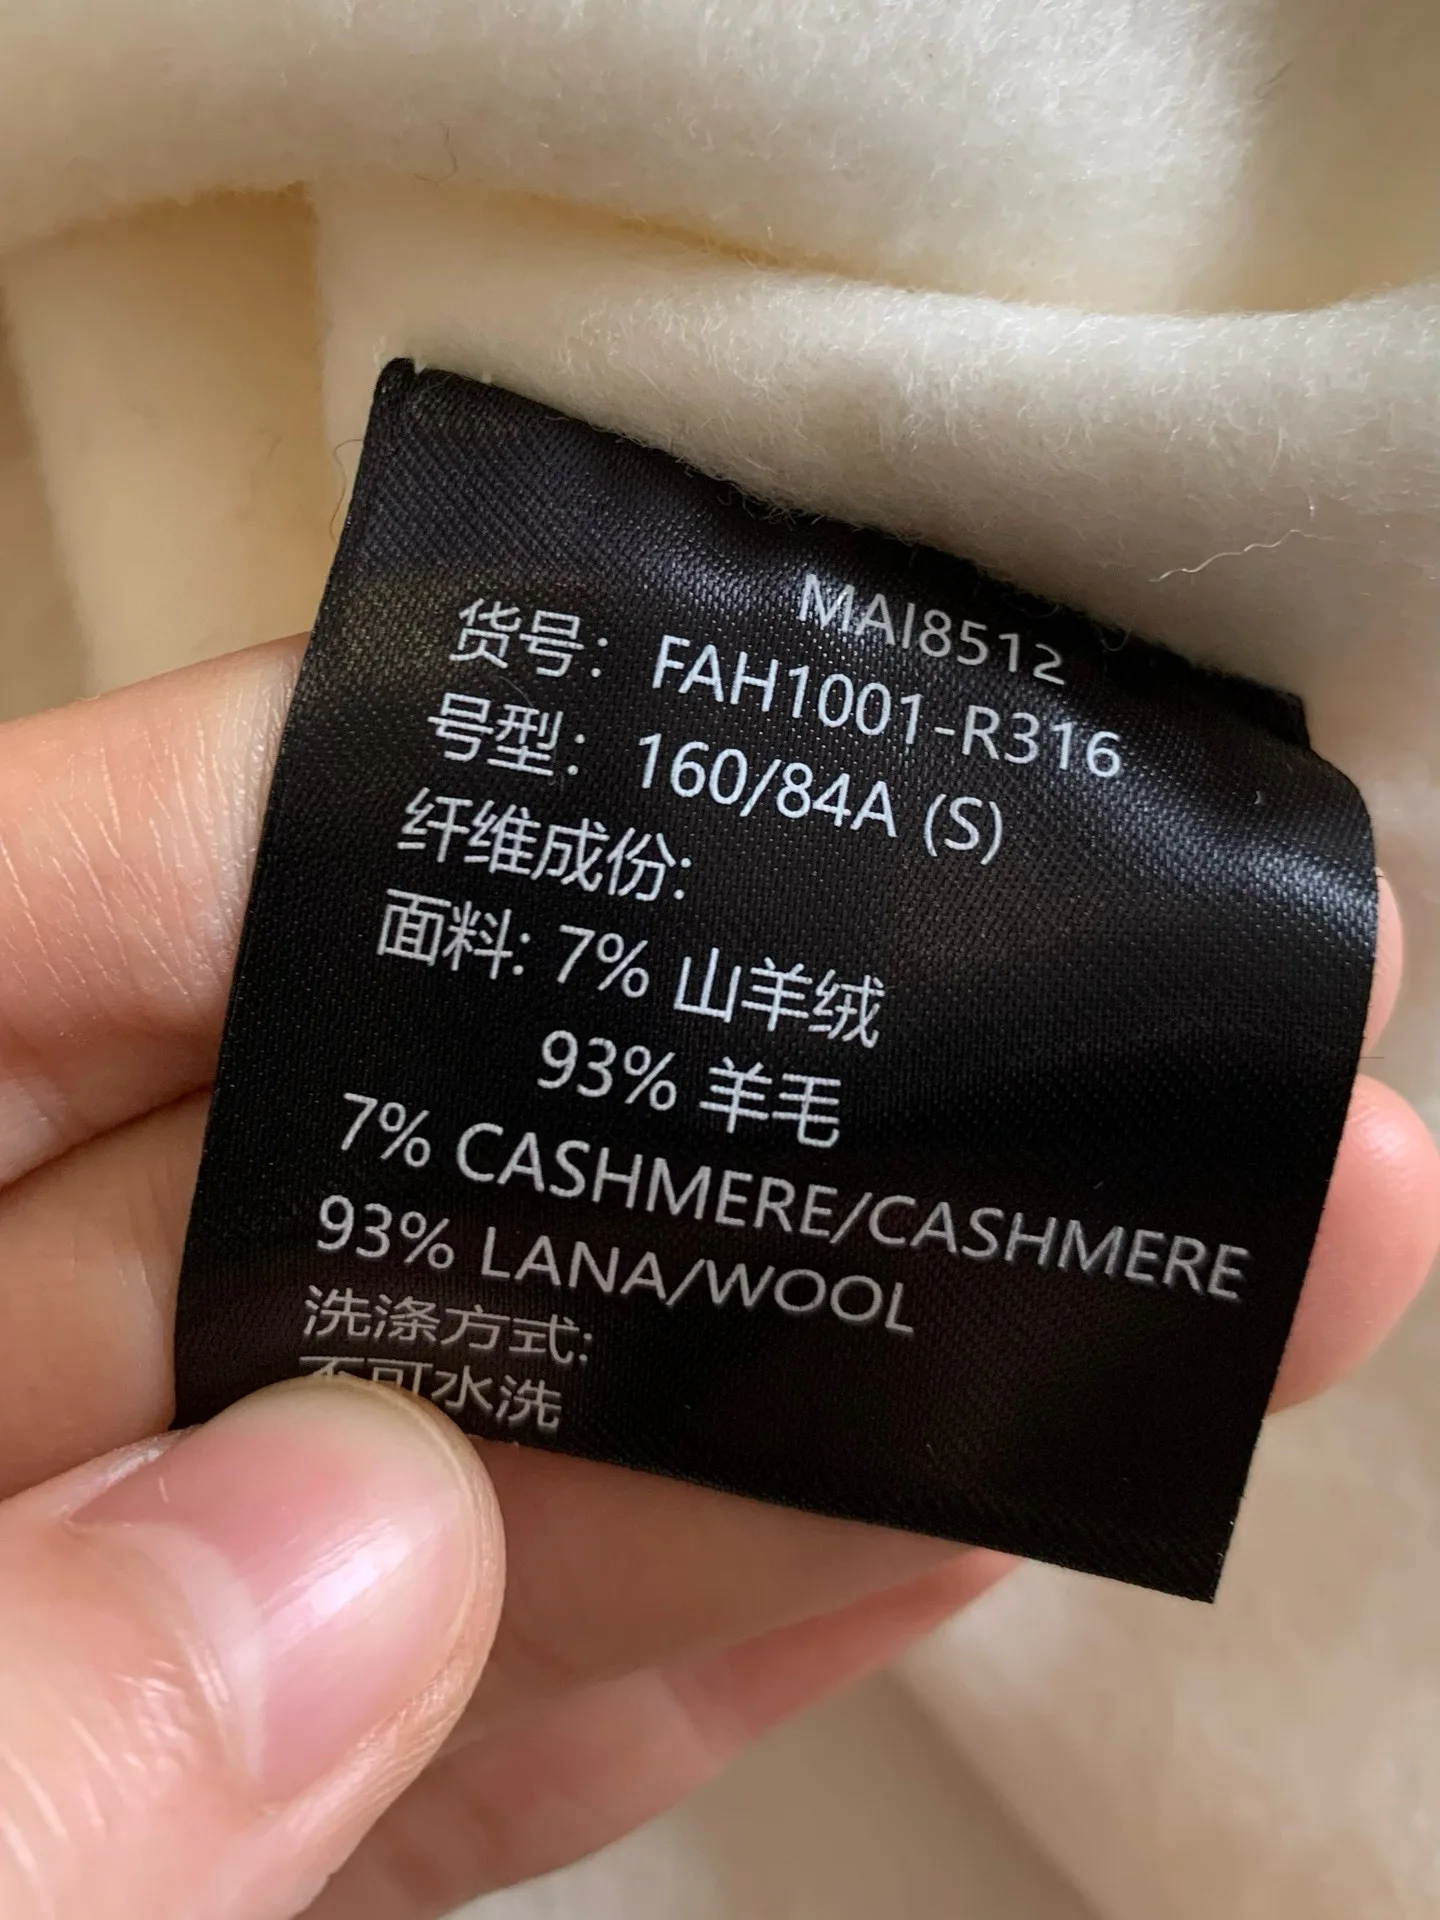 MAI8512
货号: FAH1001-R316
号型: 160/84A (S)
纤维成份:
面料: 7% 山羊绒
93% 羊毛
7% CASHMERE/CASHMERE
93% LANA/WOOL
洗涤方式:
不可水洗